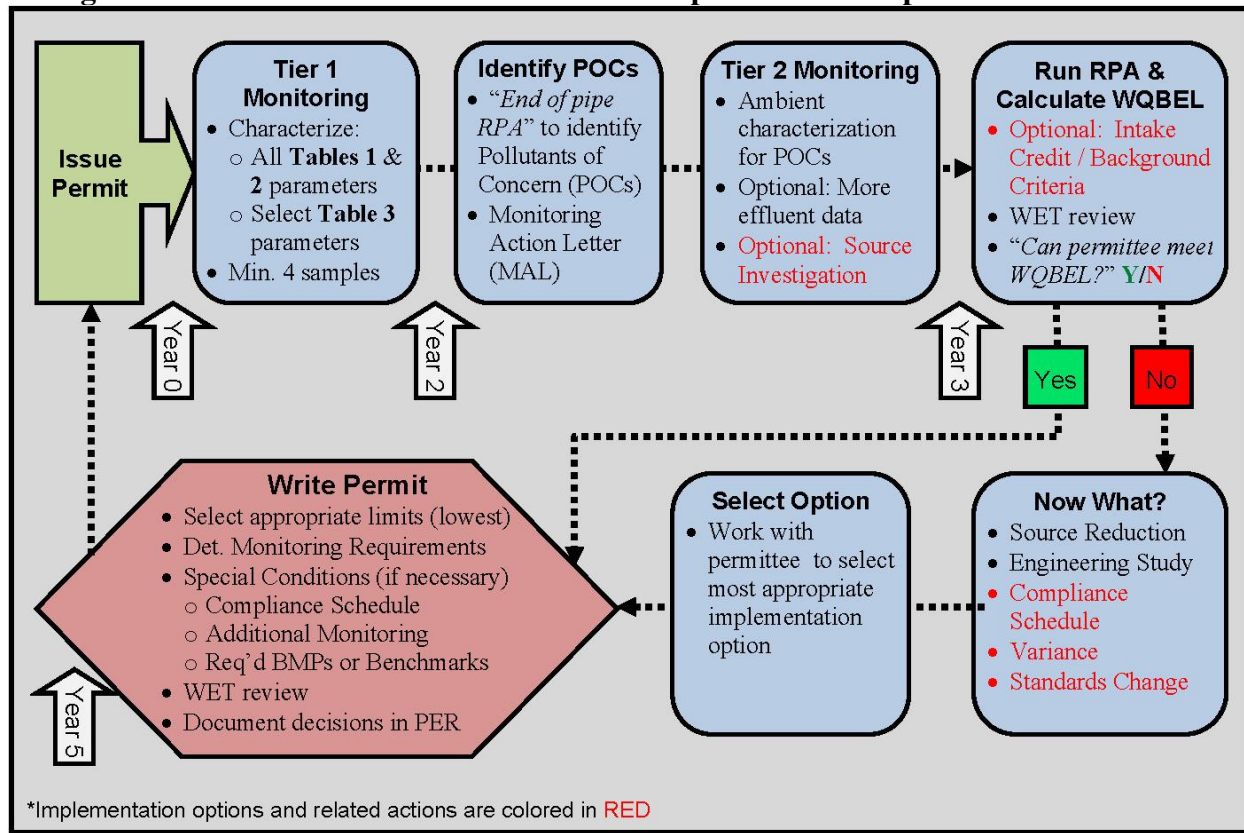 Issue
Permit
Tier 1
Monitoring
• Characterize:
o All Tables 1 &
2 parameters
o Select Table 3
parameters
• Min. 4 samples
Identify POCs
• “End of pipe
RPA” to identify
Pollutants of
Concern (POCs)
• Monitoring
Action Letter
(MAL)
Tier 2 Monitoring
• Ambient
characterization
for POCs
• Optional: More
effluent data
• Optional: Source
Investigation
Run RPA &
Calculate WQBEL
• Optional: Intake
Credit / Background
Criteria
• WET review
• “Can permittee meet
WQBEL?” Y/N
Year 0
Year 2
Year 3
Yes
No
Write Permit
• Select appropriate limits (lowest)
• Det. Monitoring Requirements
• Special Conditions (if necessary)
o Compliance Schedule
o Additional Monitoring
o Req’d BMPs or Benchmarks
• WET review
• Document decisions in PER
Select Option
• Work with
permittee to select
most appropriate
implementation
option
Now What?
• Source Reduction
• Engineering Study
• Compliance
Schedule
• Variance
• Standards Change
Year 5
*Implementation options and related actions are colored in RED